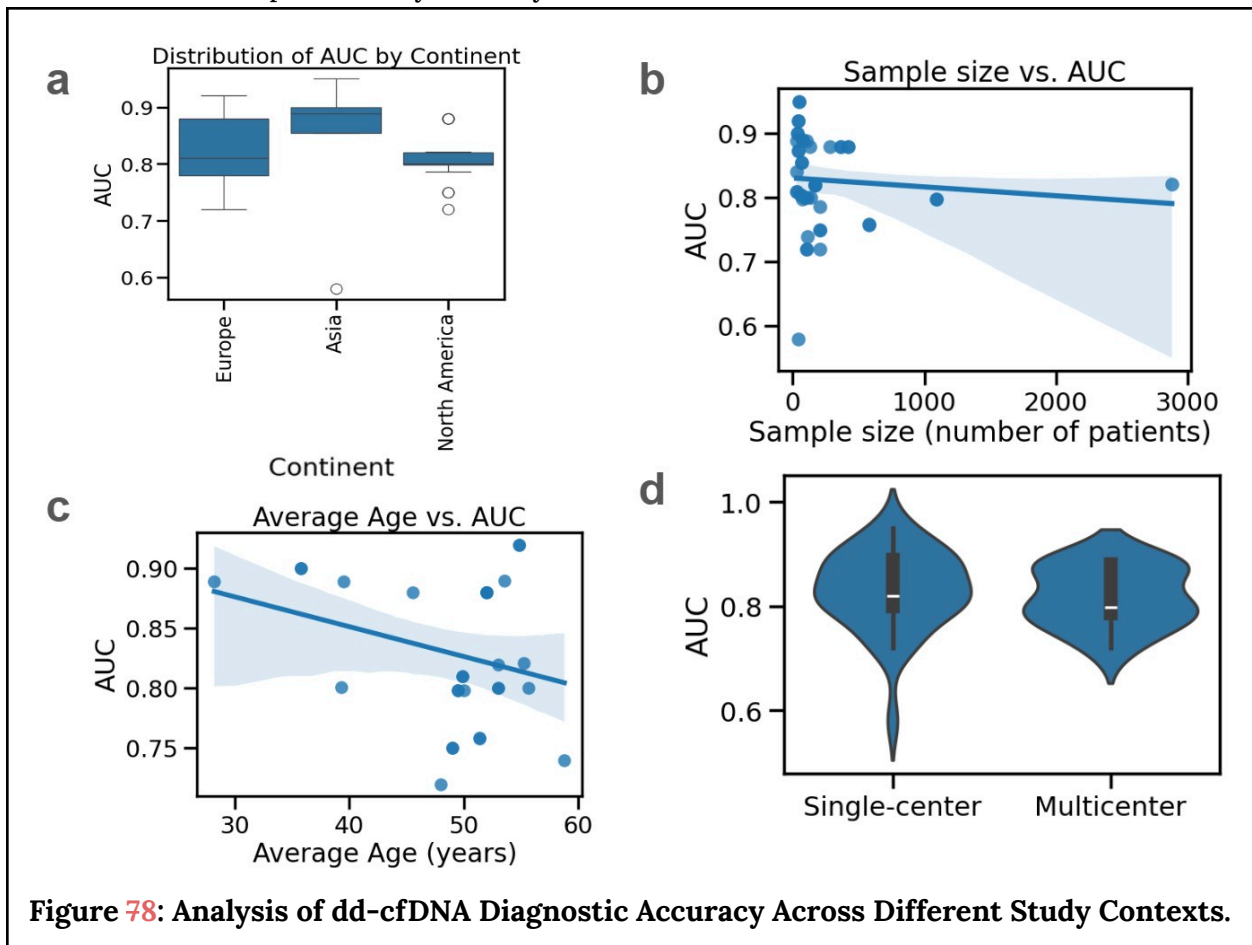 a
Distribution of AUC by Continent
AUC
0.9
0.8
0.7
0.6
Europe
Asia
North America
Continent
b
Sample size vs. AUC
AUC
0.9
0.8
0.7
0.6
0 1000 2000 3000
Sample size (number of patients)
c
Average Age vs. AUC
AUC
0.90
0.85
0.80
0.75
30 40 50 60
Average Age (years)
d
AUC
1.0
0.8
0.6
Single-center Multicenter
Figure 78: Analysis of dd-cfDNA Diagnostic Accuracy Across Different Study Contexts.